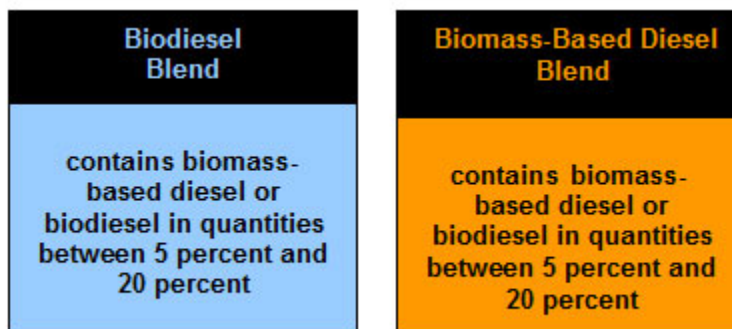 Biodiesel
Blend
contains biomass-
based diesel or
biodiesel in quantities
between 5 percent and
20 percent
Biomass-Based Diesel
Blend
contains biomass-
based diesel or
biodiesel in quantities
between 5 percent and
20 percent